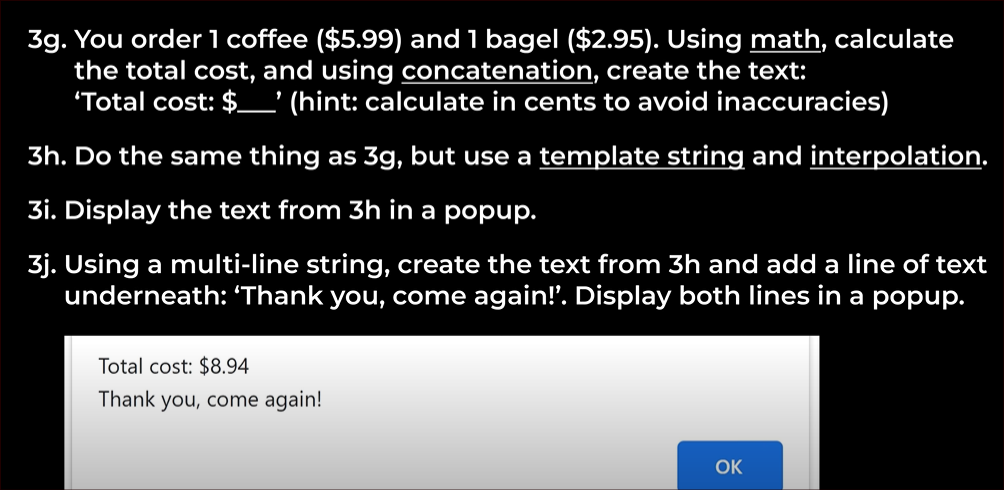 3g. You order 1 coffee ($5.99) and 1 bagel ($2.95). Using math, calculate
the total cost, and using concatenation, create the text:
‘Total cost: $___’ (hint: calculate in cents to avoid inaccuracies)
3h. Do the same thing as 3g, but use a template string and interpolation.
3i. Display the text from 3h in a popup.
3j. Using a multi-line string, create the text from 3h and add a line of text
underneath: ‘Thank you, come again!’. Display both lines in a popup.
Total cost: $8.94
Thank you, come again!
OK